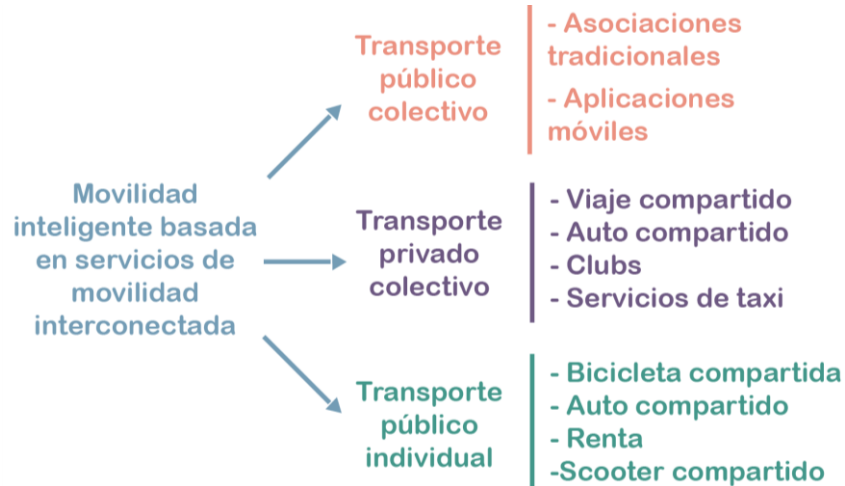 Movilidad
inteligente basada
en servicios de
movilidad
interconectada
Transporte
público
colectivo
- Asociaciones
tradicionales
- Aplicaciones
móviles
Transporte
privado
colectivo
- Viaje compartido
- Auto compartido
- Clubs
- Servicios de taxi
Transporte
público
individual
- Bicicleta compartida
- Auto compartido
- Renta
-Scooter compartido